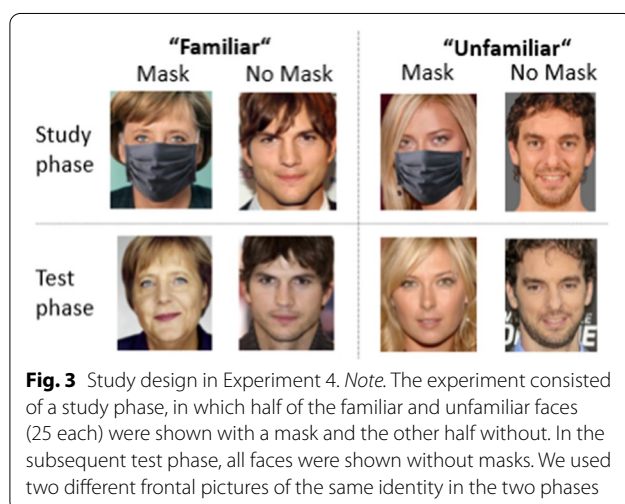 “Familiar“ “Unfamiliar“
Mask No Mask Mask No Mask
Study
phase
Test
phase
Fig. 3 Study design in Experiment 4. Note. The experiment consisted
of a study phase, in which half of the familiar and unfamiliar faces
(25 each) were shown with a mask and the other half without. In the
subsequent test phase, all faces were shown without masks. We used
two different frontal pictures of the same identity in the two phases